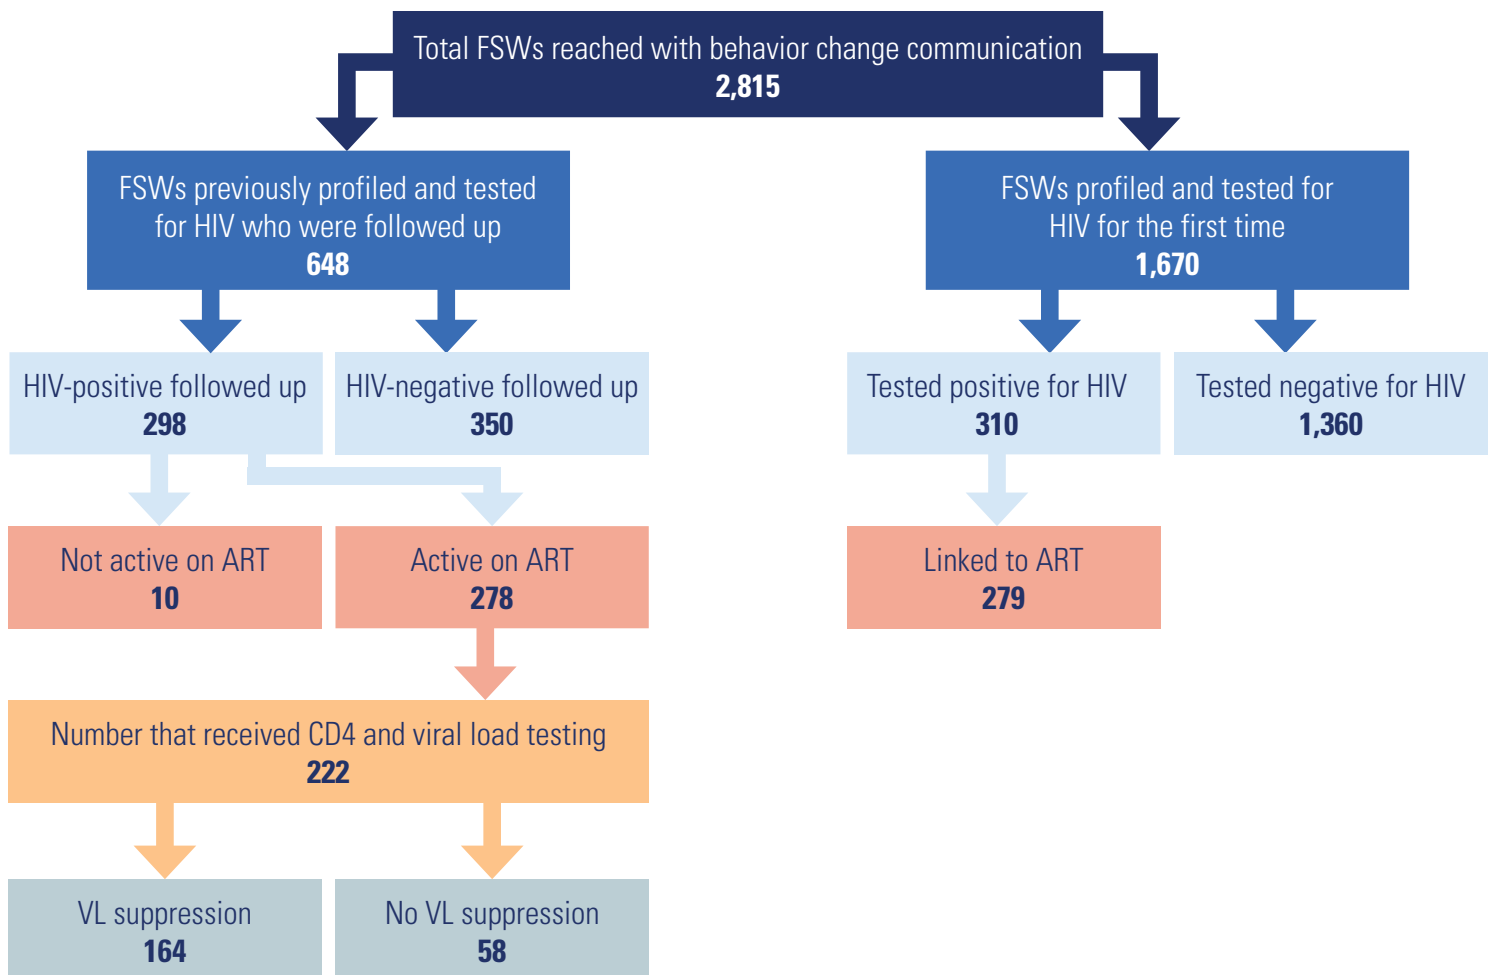 Total FSWs reached with behavior change communication
2,815
FSWs previously profiled and tested
for HIV who were followed up
648
FSWs profiled and tested for
HIV for the first time
1,670
HIV-positive followed up
298
HIV-negative followed up
350
Tested positive for HIV
310
Tested negative for HIV
1,360
Not active on ART
10
Active on ART
278
Linked to ART
279
Number that received CD4 and viral load testing
222
VL suppression
164
No VL suppression
58